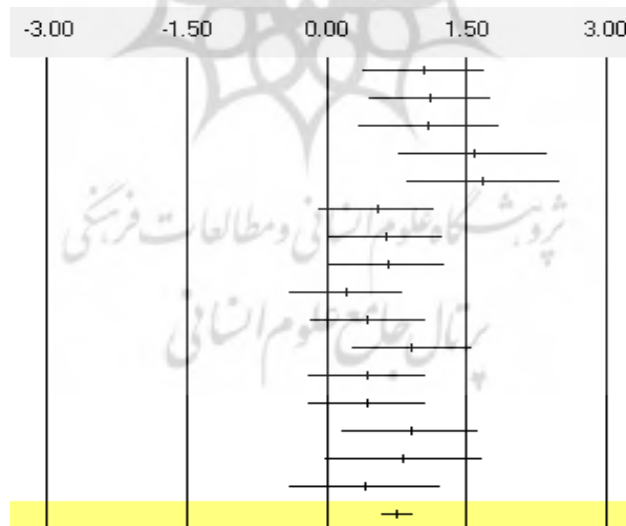 -3.00 -1.50 0.00 1.50 3.00
پژوهشگاه علوم انسانی و مطالعات فرهنگی
پرتال جامع علوم انسانی